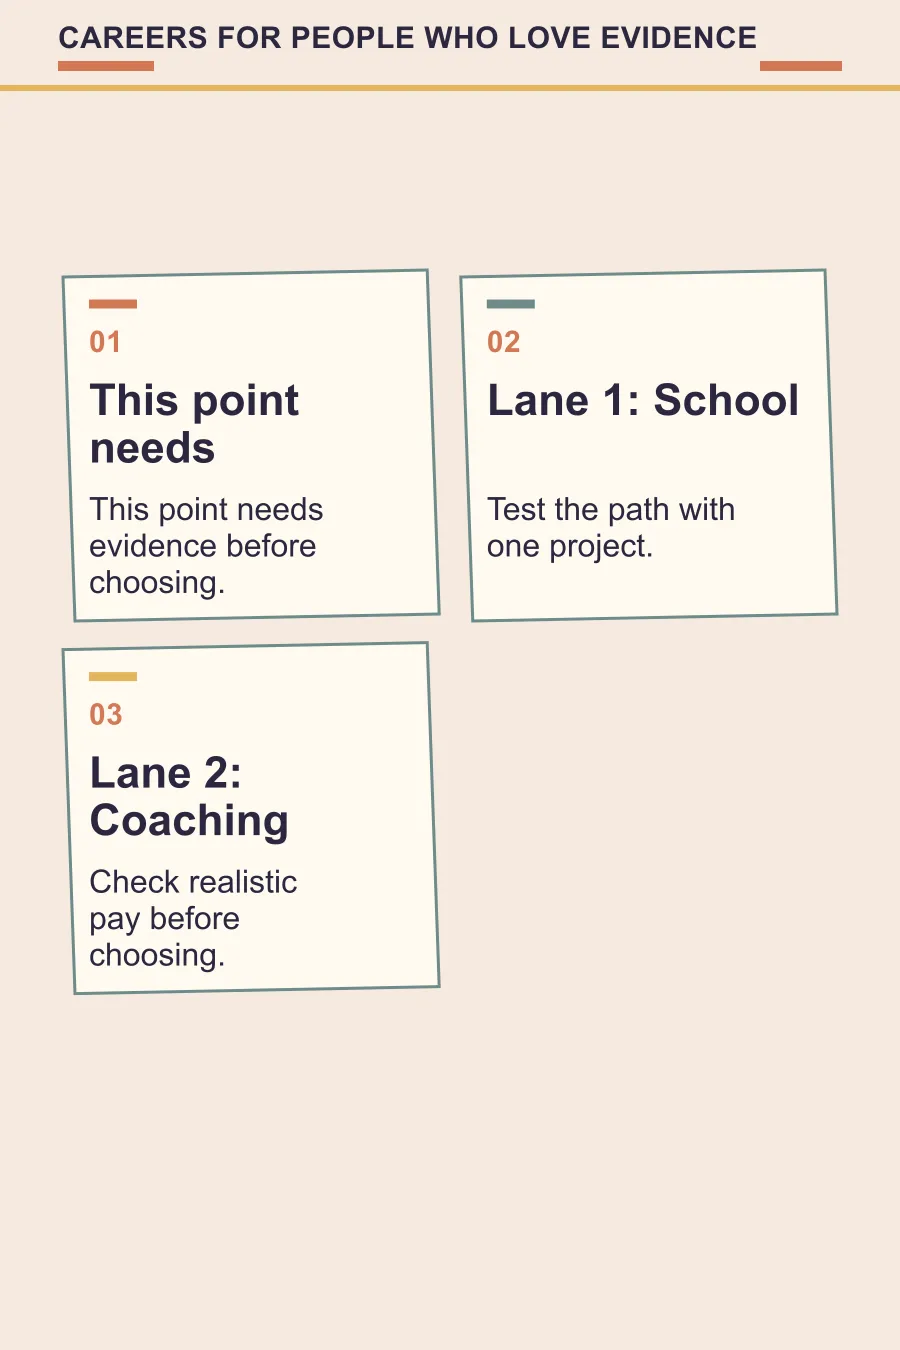 CAREERS FOR PEOPLE WHO LOVE EVIDENCE
01
This point
needs
This point needs
evidence before
choosing.
02
Lane 1: School
Test the path with
one project.
03
Lane 2:
Coaching
Check realistic
pay before
choosing.